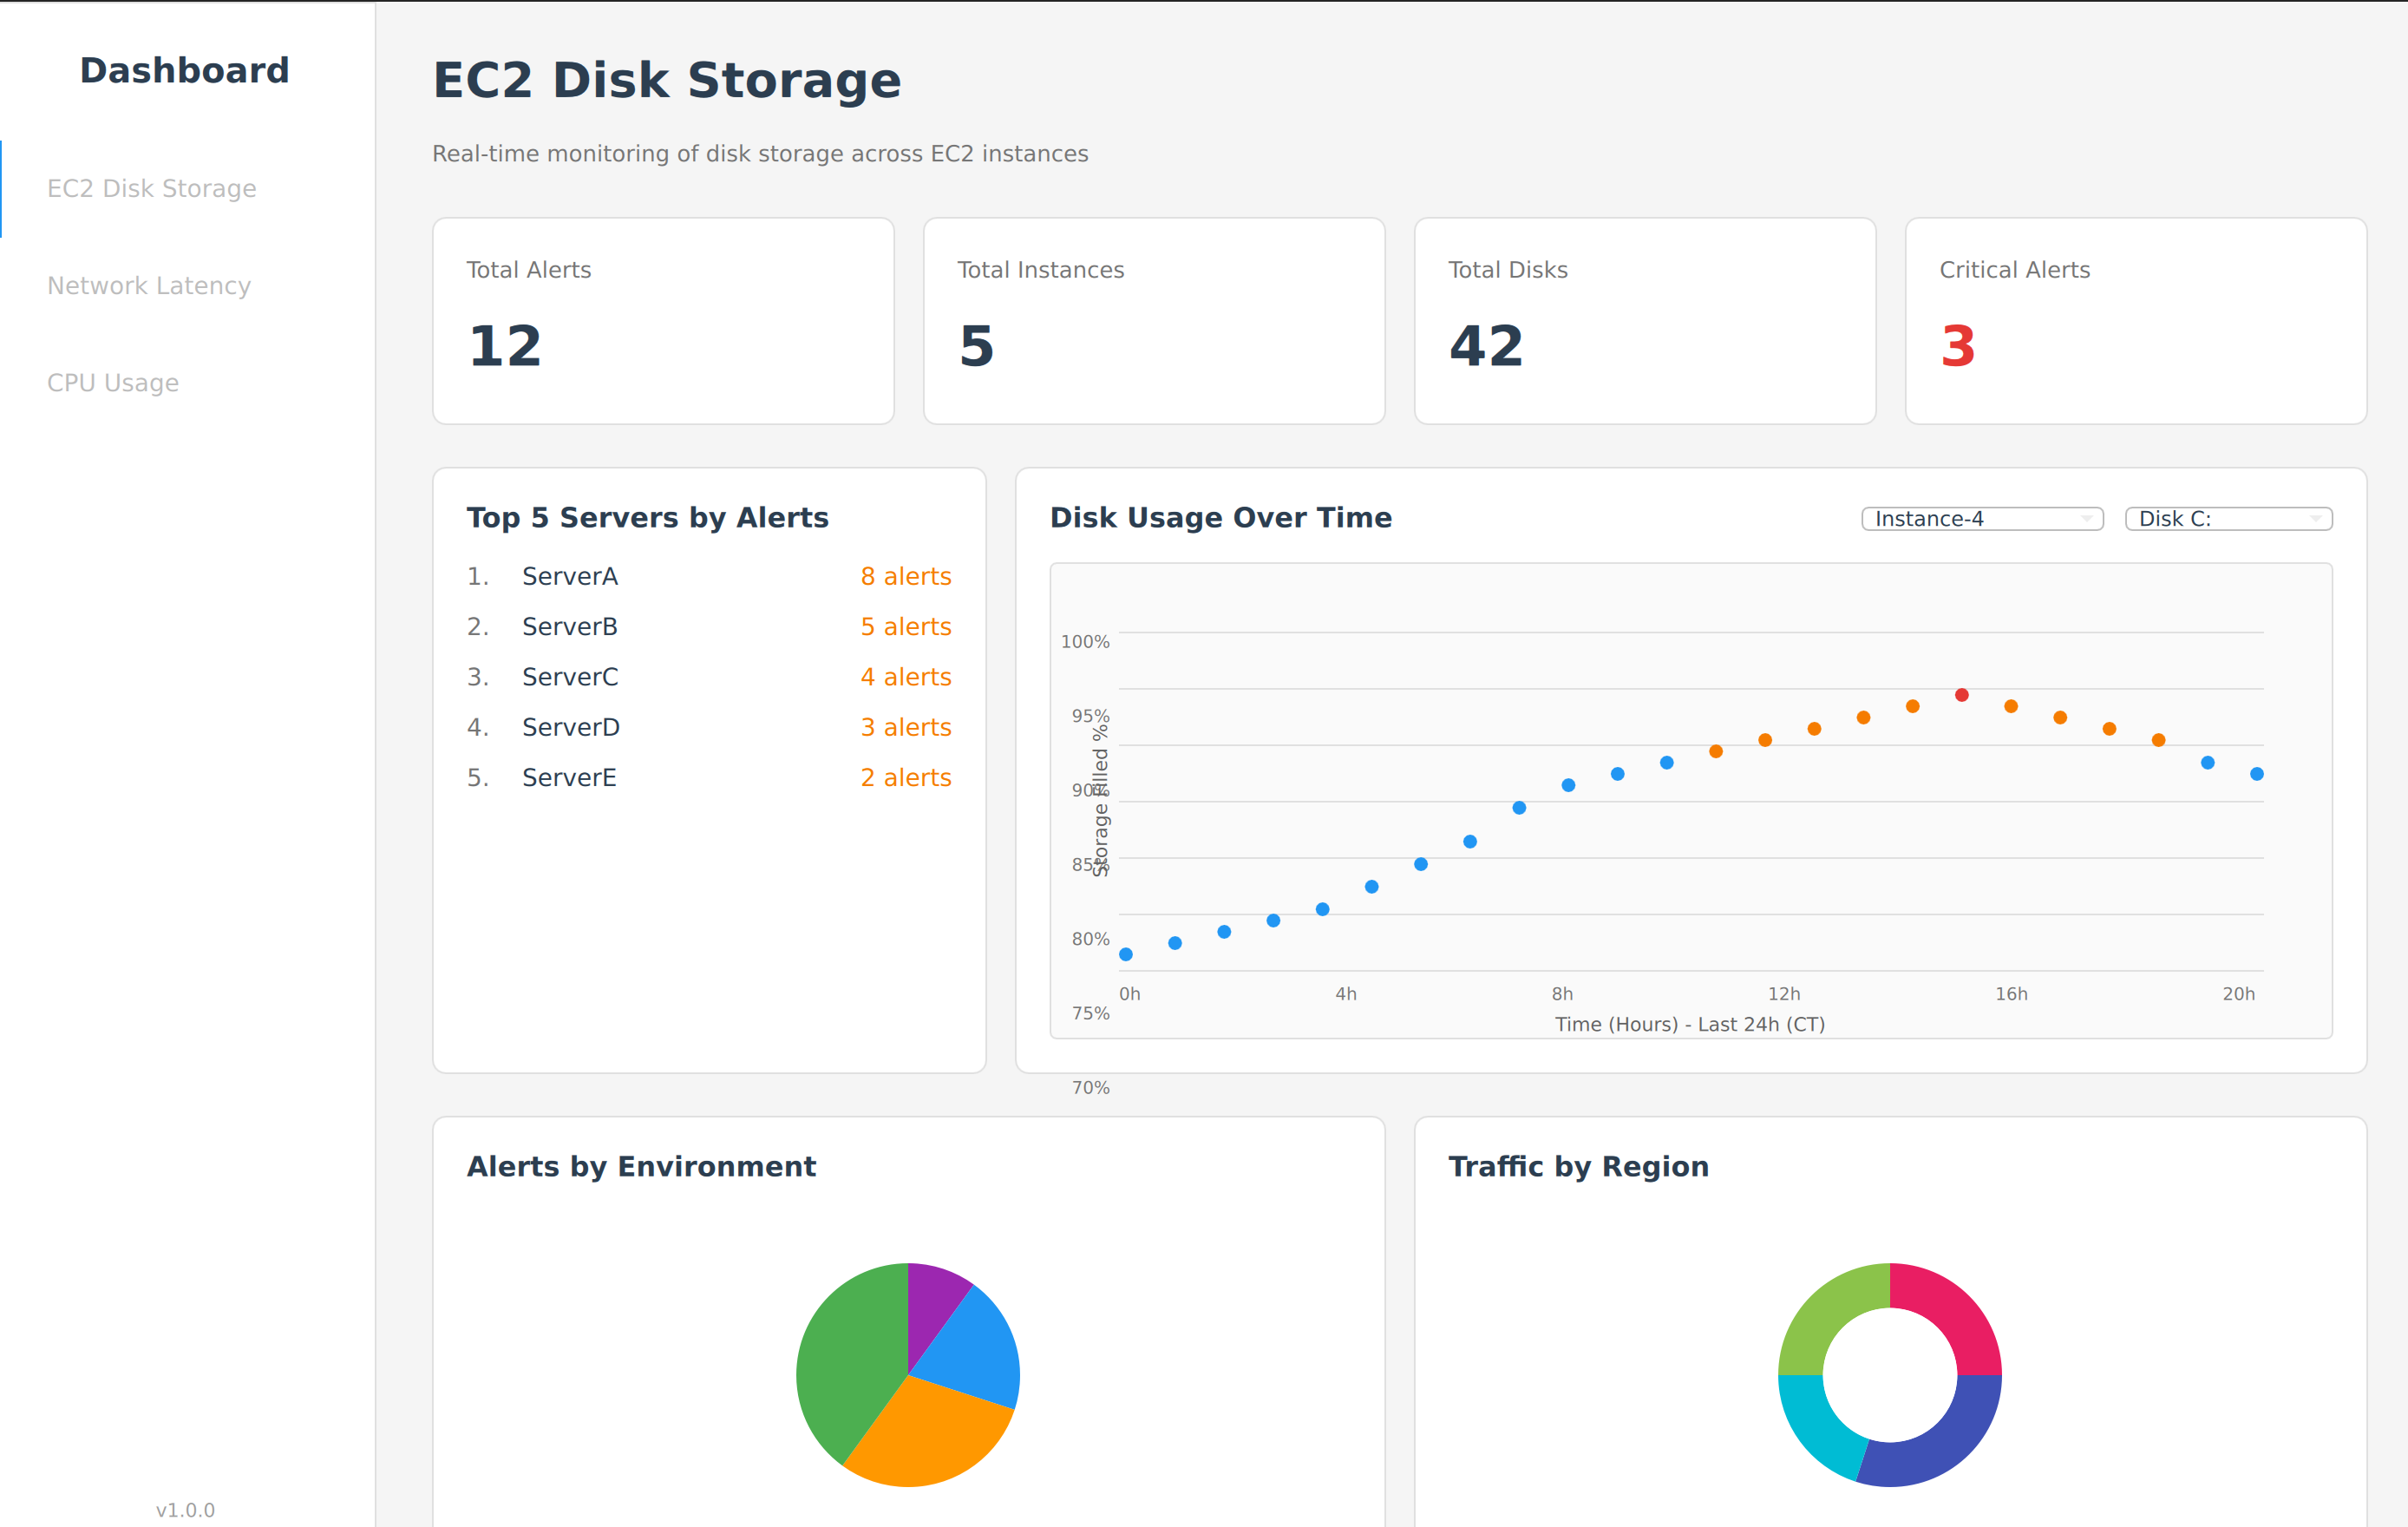 Dashboard
EC2 Disk Storage
Network Latency
CPU Usage
v1.0.0
EC2 Disk Storage
Real-time monitoring of disk storage across EC2 instances
Total Alerts
12
Total Instances
5
Total Disks
42
Critical Alerts
3
Top 5 Servers by Alerts
1. ServerA 8 alerts
2. ServerB 5 alerts
3. ServerC 4 alerts
4. ServerD 3 alerts
5. ServerE 2 alerts
Disk Usage Over Time
Instance-4
Disk C:
100%
95%
90%
85%
80%
75%
70%
Storage Filled %
0h 4h 8h 12h 16h 20h
Time (Hours) - Last 24h (CT)
Alerts by Environment
Traffic by Region